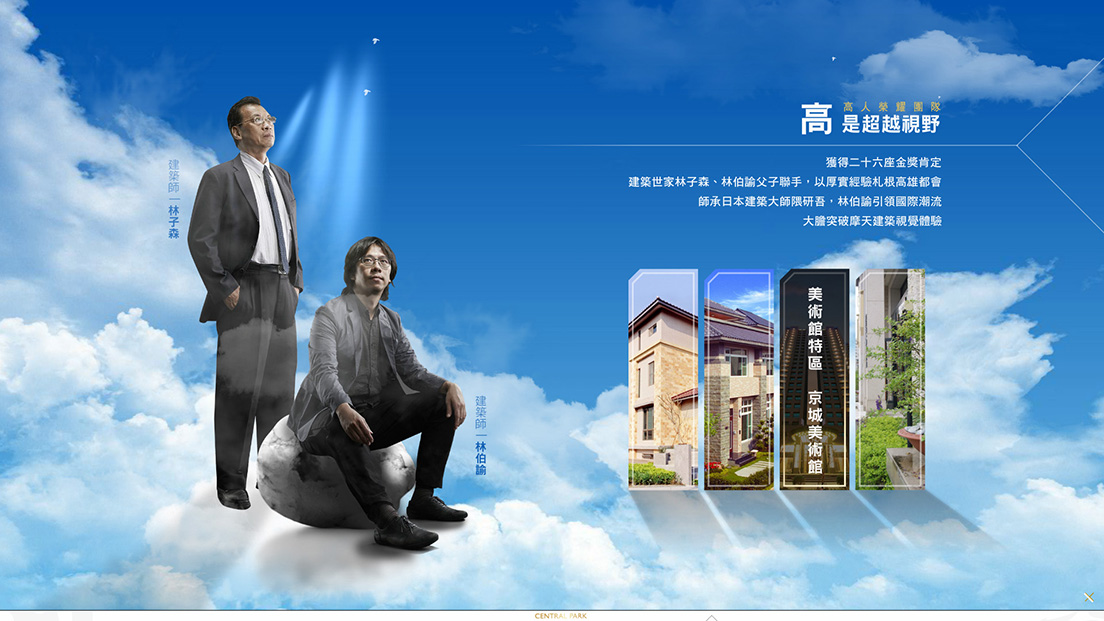 高
高人榮耀團隊
是超越視野
獲得二十六座金獎肯定
建築世家林子森、林伯諭父子聯手，以厚實經驗札根高雄都會
師承日本建築大師隈研吾，林伯諭引領國際潮流
大膽突破摩天建築視覺體驗
建築師｜林子森
建築師｜林伯諭
美術館特區 京城美術館
CENTRAL PARK